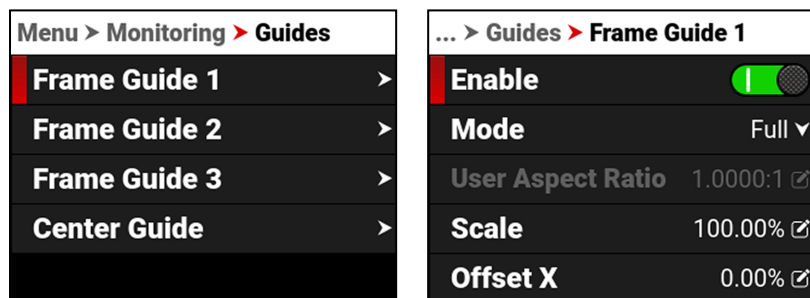 Menu > Monitoring > Guides
Frame Guide 1 >
Frame Guide 2 >
Frame Guide 3 >
Center Guide >
... > Guides > Frame Guide 1
Enable
Mode Full
User Aspect Ratio 1.0000:1
Scale 100.00%
Offset X 0.00%